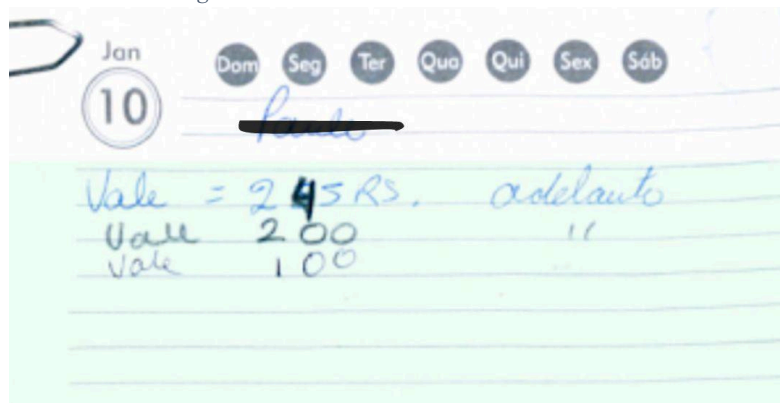 Jan
10
Dom Seg Ter Qua Qui Sex Sáb
Vale = 245 RS. adelanto
Vale 200 "
Vale 100